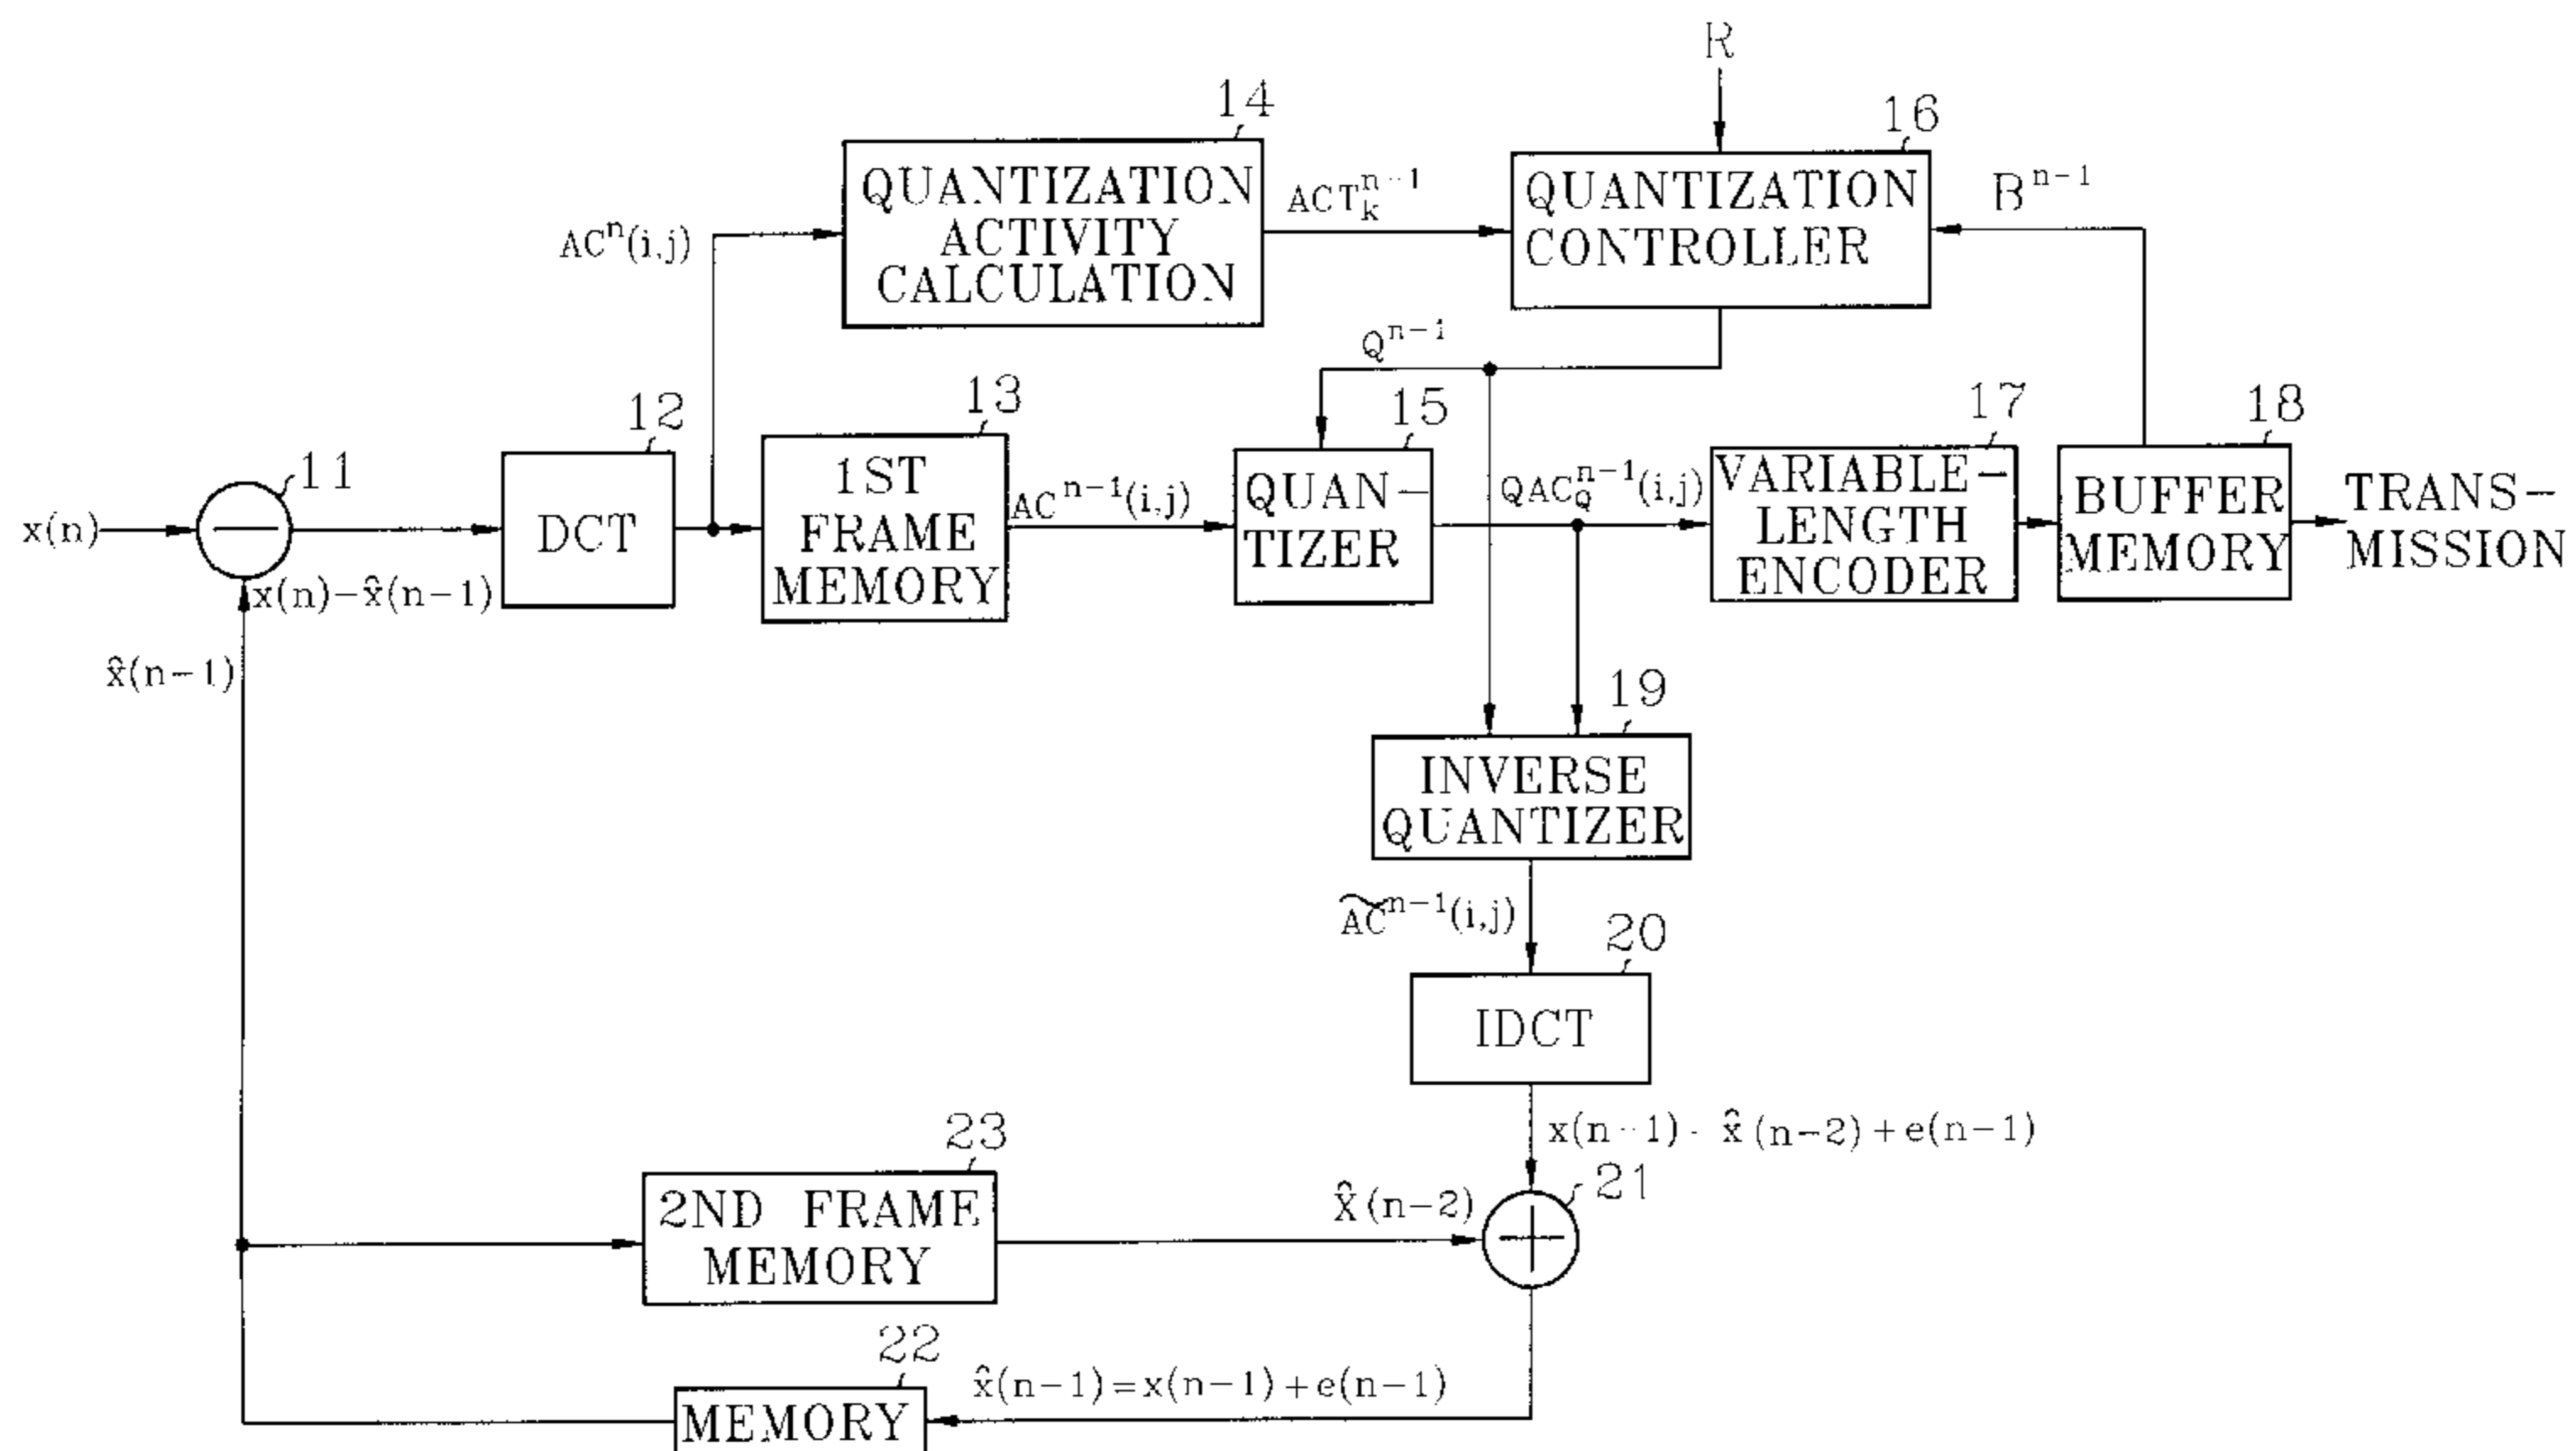 R
14
16
QUANTIZATION
ACTIVITY
CALCULATION
ACT_k^{n-1}
QUANTIZATION
CONTROLLER
B^{n-1}
AC^n(i,j)
Q^{n-1}
12
13
15
17
18
11
x(n)
DCT
1ST
FRAME
MEMORY
AC^{n-1}(i,j)
QUAN-
TIZER
QAC_Q^{n-1}(i,j)
VARIABLE-
LENGTH
ENCODER
BUFFER
MEMORY
TRANS-
MISSION
x(n)-x̂(n-1)
x̂(n-1)
19
INVERSE
QUANTIZER
A͠C^{n-1}(i,j)
20
IDCT
x(n-1)-x̂(n-2)+e(n-1)
23
2ND FRAME
MEMORY
X̂(n-2)
21
22
MEMORY
x̂(n-1)=x(n-1)+e(n-1)